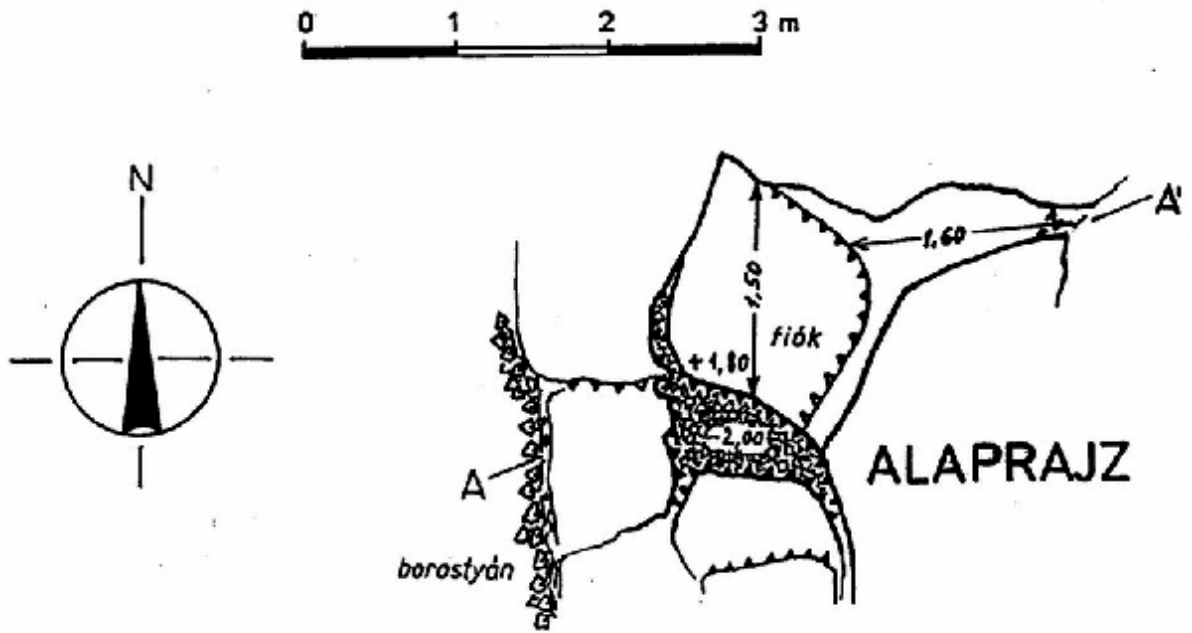 0 1 2 3 m
N
A'
1,60
1,50
fiók
+1,80
-2,00
ALAPRAJZ
A
borostyán